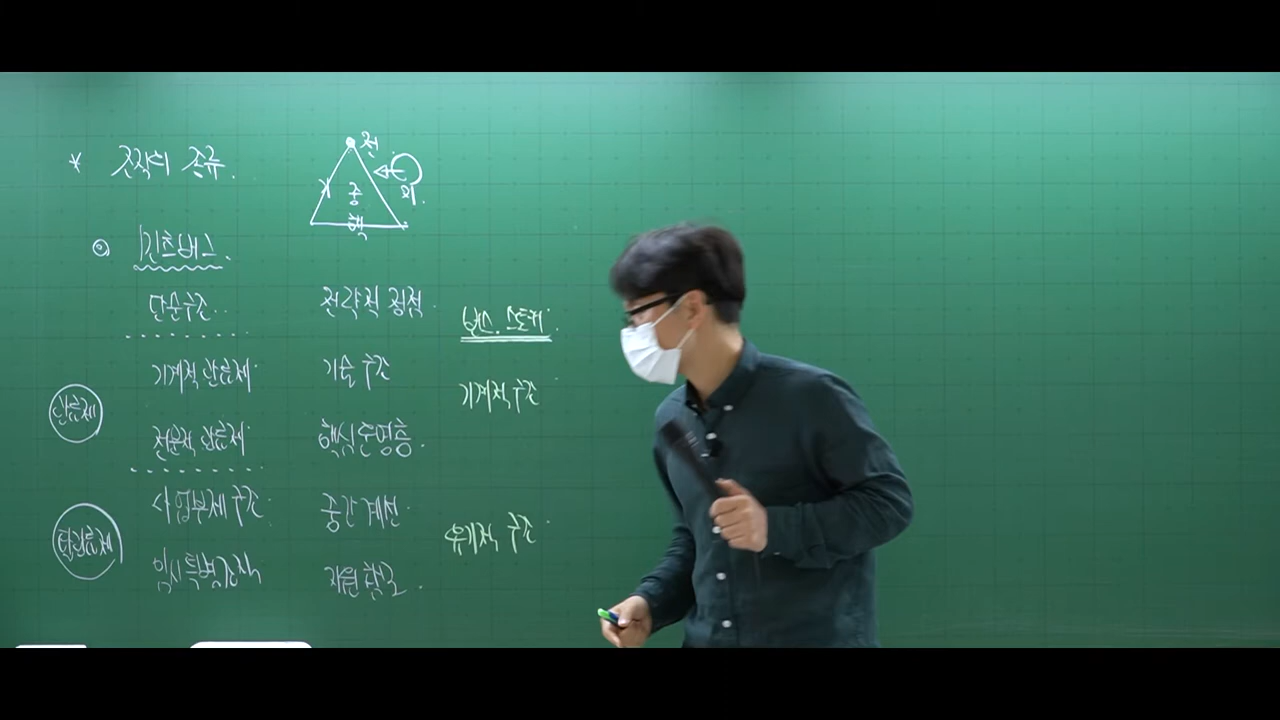 * 조직의 종류.
전
중
핵
⊙ 민츠버그.
단순구조. 전략적 정점.
번스. 스토커.
기계적 관료제. 기술 구조
기계적 구조
관료제
전문적 관료제 핵심운영층.
사업부제 구조. 중간 계선.
유기적 구조
탈관료제
임시특별조직